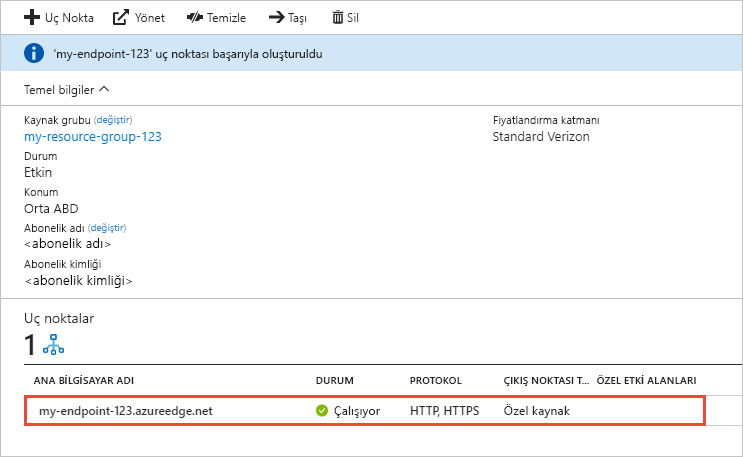 Uç Nokta Yönet Temizle Taşı Sil
'my-endpoint-123' uç noktası başarıyla oluşturuldu
Temel bilgiler
Kaynak grubu (değiştir) Fiyatlandırma katmanı
my-resource-group-123 Standard Verizon
Durum
Etkin
Konum
Orta ABD
Abonelik adı (değiştir)
<abonelik adı>
Abonelik kimliği
<abonelik kimliği>
Uç noktalar
1
ANA BİLGİSAYAR ADI DURUM PROTOKOL ÇIKIŞ NOKTASI T... ÖZEL ETKİ ALANLARI
my-endpoint-123.azureedge.net Çalışıyor HTTP, HTTPS Özel kaynak